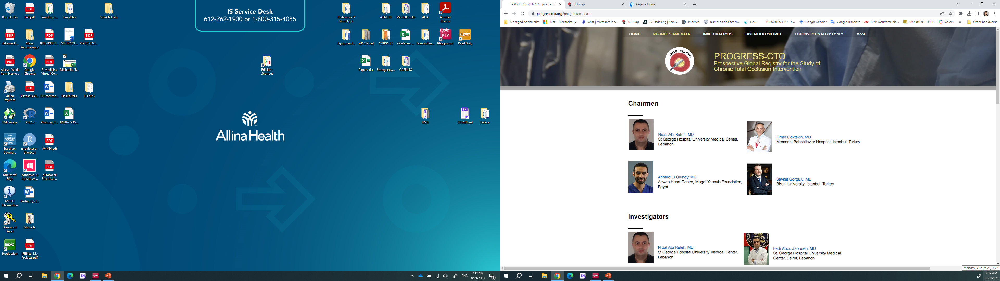 IS Service Desk
612-262-1900 or 1-800-315-4085
Recycle Bin
fw9.pdf
TravelExpe...
Templates
STRAIN.Data
Restenosis &
Stent type
AfibCTO
MentalHealth
AHA
Acrobat
Reader
statement....
Allina
Remote Apps
BRILAKISCT...
ABSTRACT...
28-1454000...
Equipment...
WIC23Conf
CABGCTO
Conferenc...
BurnoutSur...
Playground
Read Only
Allina - Work
from Home...
Google
Chrome
R_Medicine
Virtual Co...
Michaella_T...
Brilakis -
Shortcut
Papers.xlsx
Emergency...
CARLINO
Allina
myPrint
MichaellaAl...
EHJcomme...
HeaRt.Data
TCT2023
EMI Visage
R 4.2.3
Protocol_S...
IRB1677996...
BASE
STRAIN.enl
Fellow
AllinaHealth
Excellian
Downti...
rstudio.exe -
Shortcut
W4MN.pdf
Microsoft
Edge
Windows 10
Update As...
eProtocol
End-User...
My PC
Information
Protocol_ST...
Password
Reset
Michelle
Production
IRBNet_ My
Projects.pdf
ENG
7:12 AM
8/21/2023
PROGRESS-MENATA | progresscto
REDCap
Pages - Home
progresscto.org/progress-menata
Managed bookmarks
Mail - Alexandrou,...
Chat | Microsoft Tea...
REDCap
3.1 Indexing | Secti...
PubMed
Burnout and Career...
Flex
PROGRESS-CTO - h...
Google Scholar
Google Translate
ADP Workforce No...
JACC042623-1430
Colors
Other bookmarks
HOME
PROGRESS-MENATA
INVESTIGATORS
SCIENTIFIC OUTPUT
FOR INVESTIGATORS ONLY
More
PROGRESS CTO
PROGRESS-CTO
Prospective Global Registry for the Study of
Chronic Total Occlusion Intervention
Chairmen
Nidal Abi Rafeh, MD
St George Hospital University Medical Center,
Lebanon
Omer Goktekin, MD
Memorial Bahcelievler Hospital, Istanbul, Turkey
Ahmed El Guindy, MD
Aswan Heart Centre, Magdi Yacoub Foundation,
Egypt
Sevket Gorgulu, MD
Biruni University, Istanbul, Turkey
Investigators
Nidal Abi Rafeh, MD
St George Hospital University Medical Center,
Lebanon
Fadi Abou Jaoudeh, MD
St. George Hospital University Medical
Center, Beirut, Lebanon
Monday, August 21, 2023
7:12 AM
8/21/2023